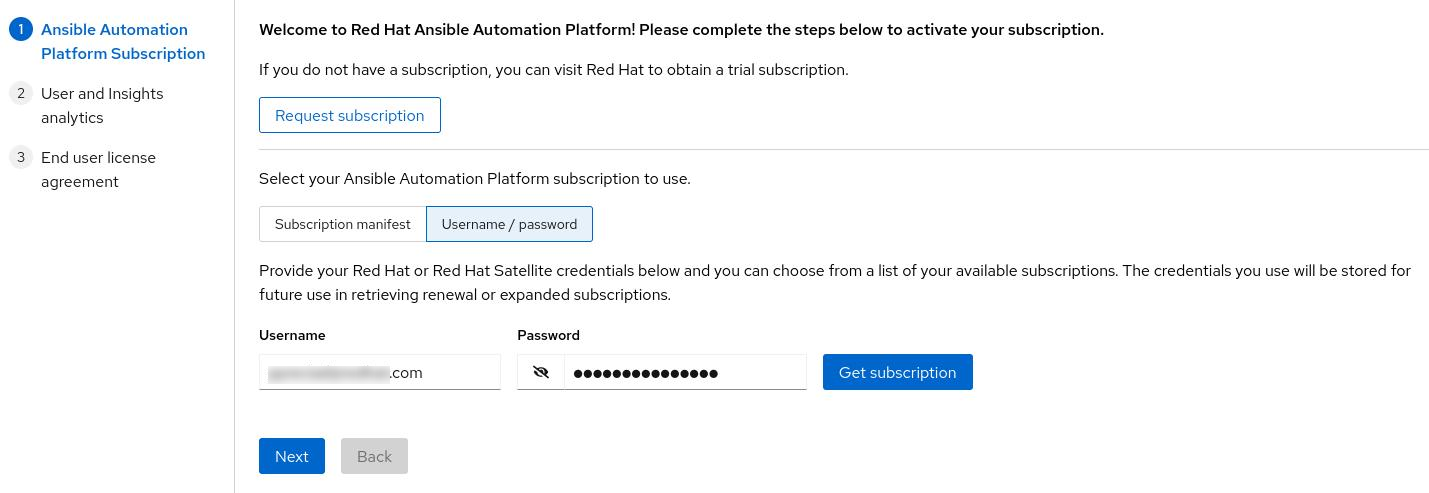 1 Ansible Automation
Platform Subscription
2 User and Insights
analytics
3 End user license
agreement
Welcome to Red Hat Ansible Automation Platform! Please complete the steps below to activate your subscription.
If you do not have a subscription, you can visit Red Hat to obtain a trial subscription.
Request subscription
Select your Ansible Automation Platform subscription to use.
Subscription manifest Username / password
Provide your Red Hat or Red Hat Satellite credentials below and you can choose from a list of your available subscriptions. The credentials you use will be stored for
future use in retrieving renewal or expanded subscriptions.
Username Password
.com ●●●●●●●●●●●●●●● Get subscription
Next Back